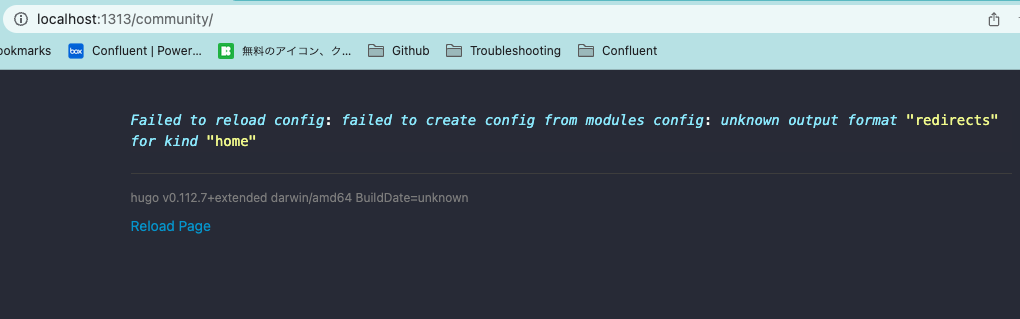 localhost:1313/community/
ookmarks box Confluent | Power... 無料のアイコン、ク... Github Troubleshooting Confluent
Failed to reload config: failed to create config from modules config: unknown output format "redirects"
for kind "home"
hugo v0.112.7+extended darwin/amd64 BuildDate=unknown
Reload Page